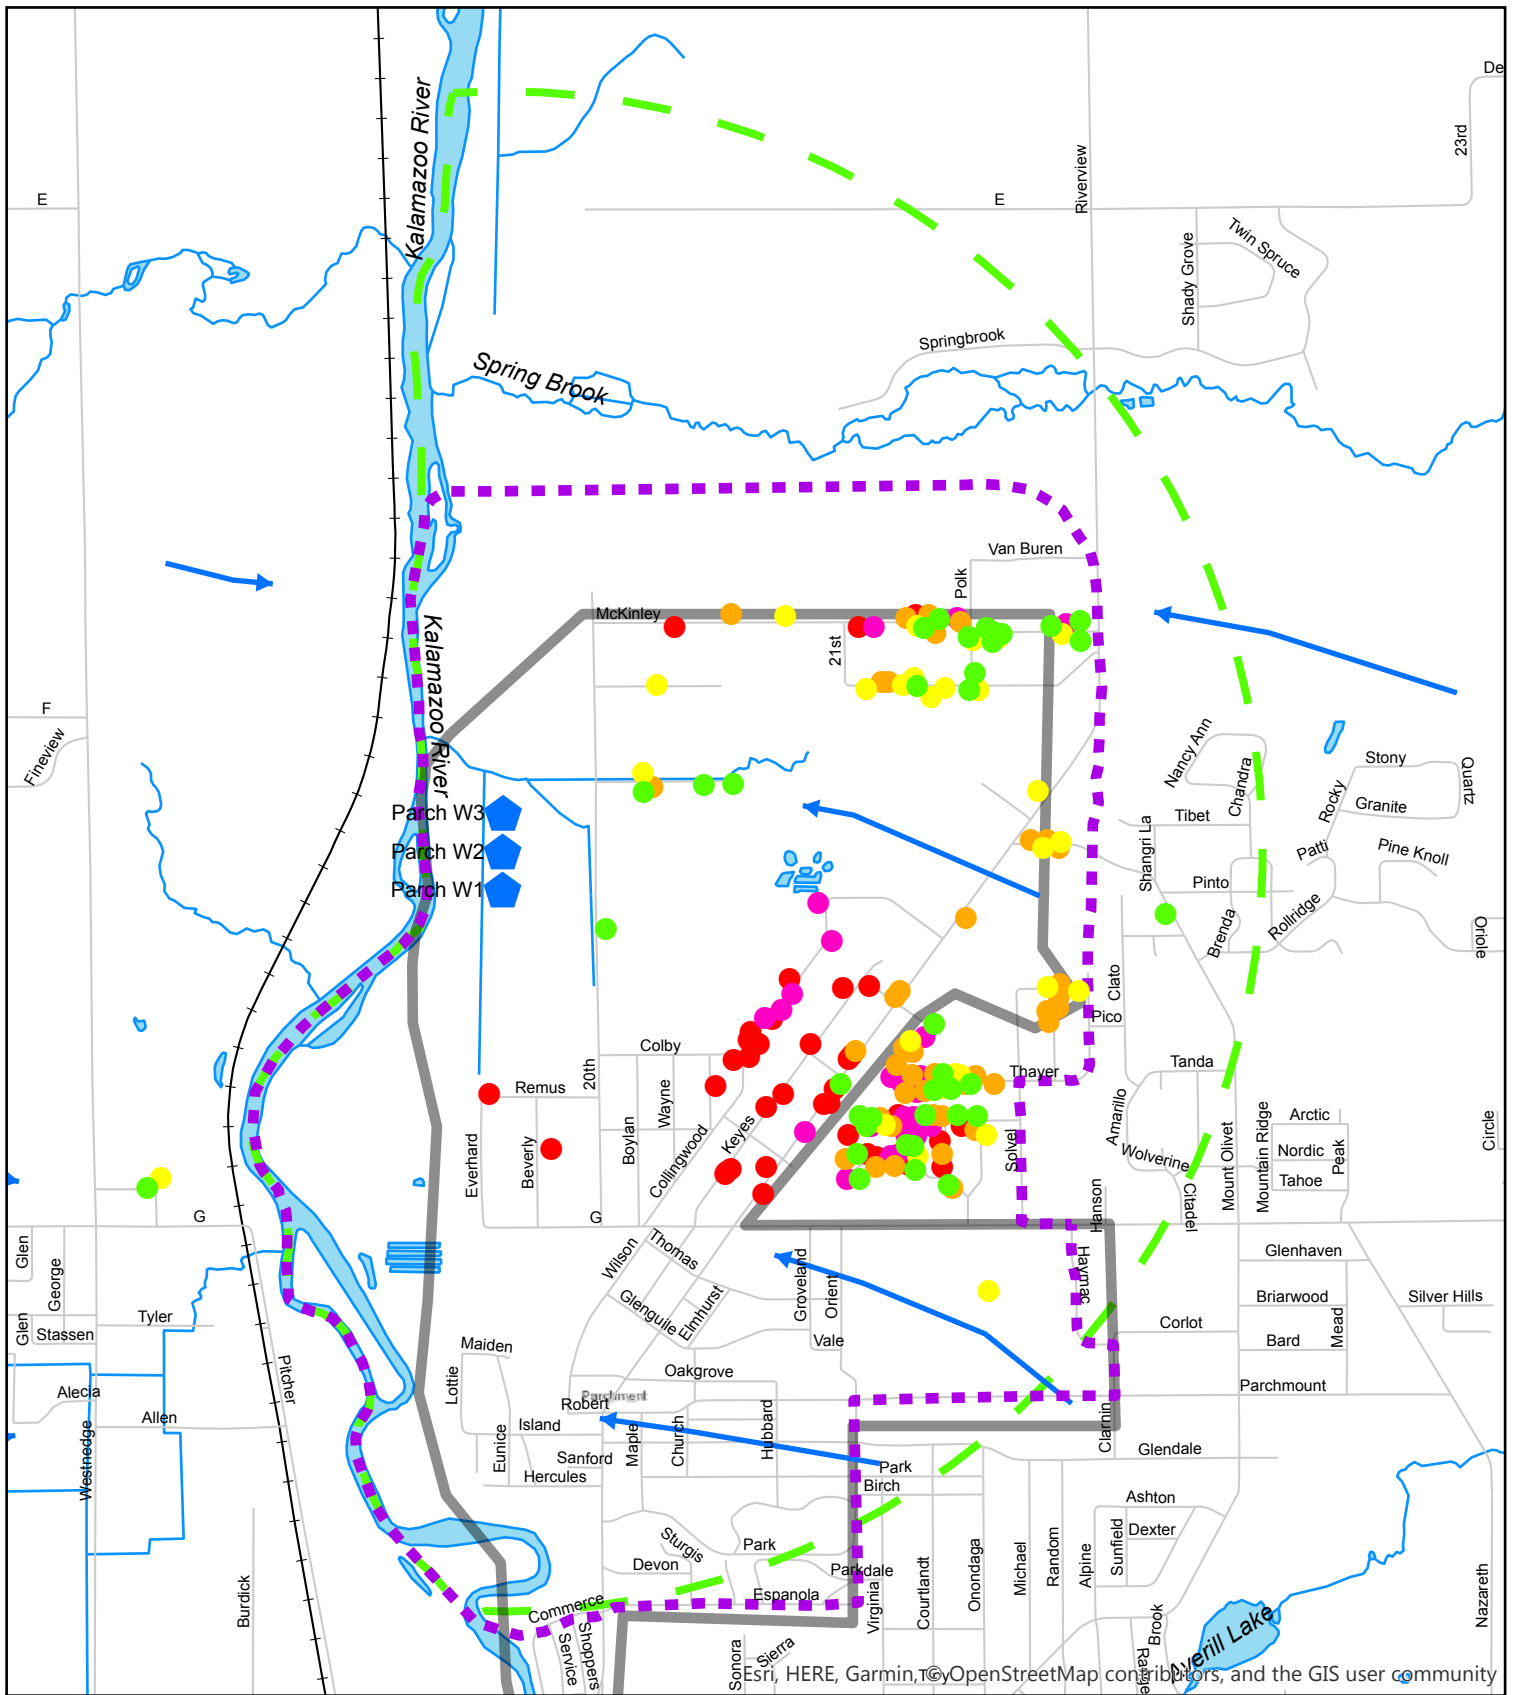 De
23rd
Kalamazoo River
Riverview
E
E
Twin Spruce
Shady Grove
Springbrook
Spring Brook
Van Buren
Polk
McKinley
21st
Kalamazoo River
F
Fineview
Nancy Ann
Chandra
Stony
Quartz
Rocky
Granite
Tibet
Parch W3
Parch W2
Parch W1
Shangri La
Patti
Pine Knoll
Pinto
Brenda
Rollridge
Oriole
Clato
Pico
Colby
Remus
20th
Wayne
Boylan
Thayer
Tanda
Amarillo
Arctic
Circle
Everhard
Beverly
Collingwood
Keyes
Solvel
Wolverine
Mount Olivet
Mountain Ridge
Nordic
Peak
Tahoe
Citadel
Hanson
G
G
Glen
George
Wilson
Thomas
Groveland
Orient
Haymac
Glenhaven
Briarwood
Silver Hills
Glen
Stassen
Tyler
Glenguile
Elmhurst
Vale
Corlot
Bard
Mead
Maiden
Lottie
Oakgrove
Pitcher
Alecia
Parchment
Robert
Parchmount
Allen
Island
Eunice
Maple
Church
Hubbard
Clarnin
Westnedge
Sanford
Hercules
Park
Birch
Glendale
Ashton
Dexter
Sunfield
Sturgis
Park
Devon
Parkdale
Espanola
Virginia
Courtlandt
Onondaga
Michael
Random
Alpine
Nazareth
Burdick
Commerce
Service
Shoppers
Sonora
Sierra
Brook
Averill Lake
Esri, HERE, Garmin, © OpenStreetMap contributors, and the GIS user community